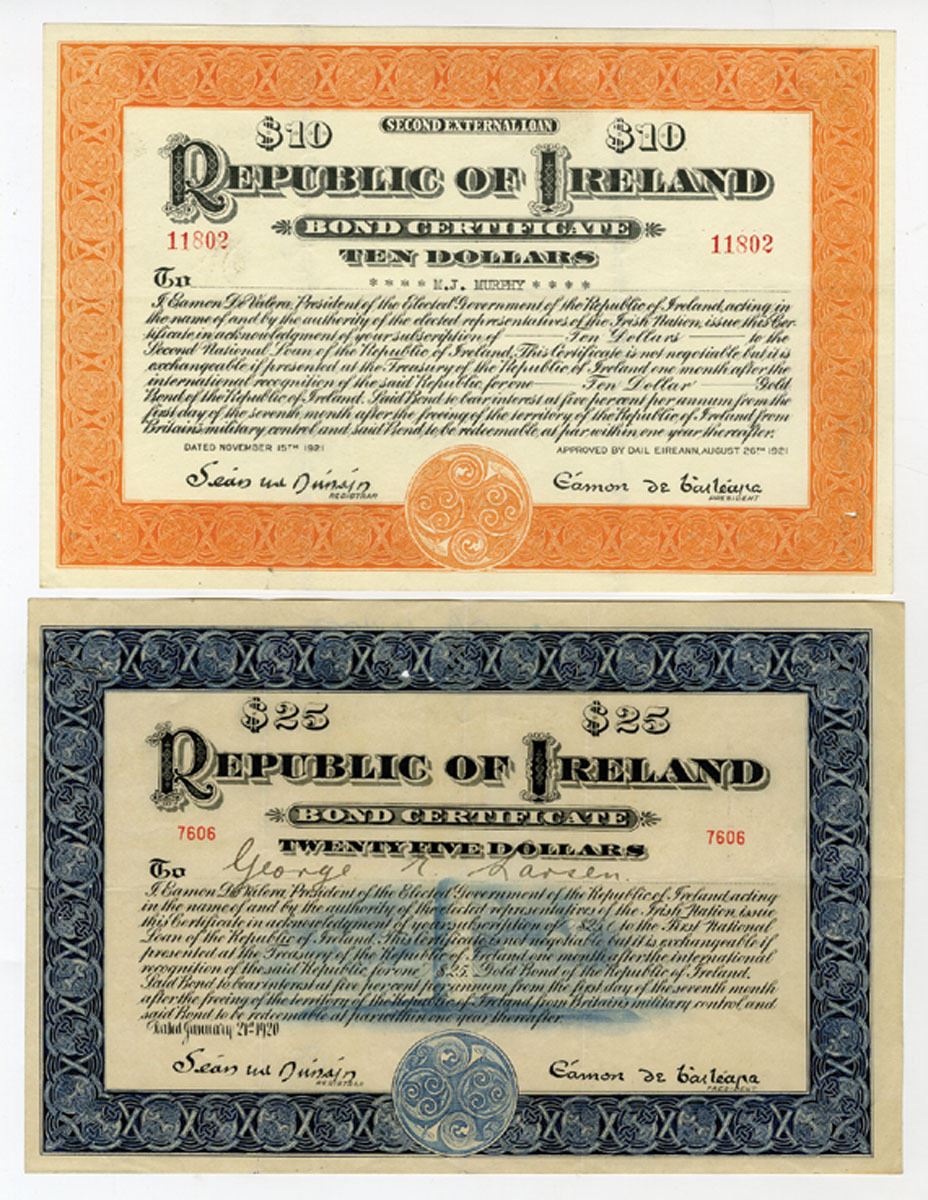 $10 SECOND EXTERNAL LOAN $10
REPUBLIC OF IRELAND
11802 BOND CERTIFICATE 11802
TEN DOLLARS
To * * * * M.J. MURPHY * * * *
I, Eamon De Valera, President of the Elected Government of the Republic of Ireland, acting in
the name of and by the authority of the elected representatives of the Irish Nation, issue this Cer-
tificate in acknowledgment of your subscription of Ten Dollars to the
Second National Loan of the Republic of Ireland. This Certificate is not negotiable but it is
exchangeable if presented at the Treasury of the Republic of Ireland one month after the
international recognition of the said Republic, for one Ten Dollar Gold
Bond of the Republic of Ireland. Said Bond to bear interest at five per cent per annum from the
first day of the seventh month after the freeing of the territory of the Republic of Ireland from
Britain's military control and said Bond to be redeemable at par within one year thereafter.
DATED NOVEMBER 15TH 1921 APPROVED BY DAIL EIREANN, AUGUST 26TH 1921
Seán ua Nunáin Éamon de Valéara
REGISTRAR PRESIDENT
$25 $25
REPUBLIC OF IRELAND
7606 BOND CERTIFICATE 7606
TWENTY FIVE DOLLARS
To George Larsen.
I, Eamon De Valera, President of the Elected Government of the Republic of Ireland, acting
in the name of and by the authority of the elected representatives of the Irish Nation, issue
this Certificate in acknowledgment of your subscription of $25 to the First National
Loan of the Republic of Ireland. This Certificate is not negotiable but it is exchangeable if
presented at the Treasury of the Republic of Ireland one month after the international
recognition of the said Republic for one $25. Gold Bond of the Republic of Ireland.
Said Bond to bear interest at five per cent per annum from the first day of the seventh month
after the freeing of the territory of the Republic of Ireland from Britain's military control and
said Bond to be redeemable at par within one year thereafter.
Dated January 21st 1920
Seán ua Nunáin Éamon de Valéara
REGISTRAR PRESIDENT